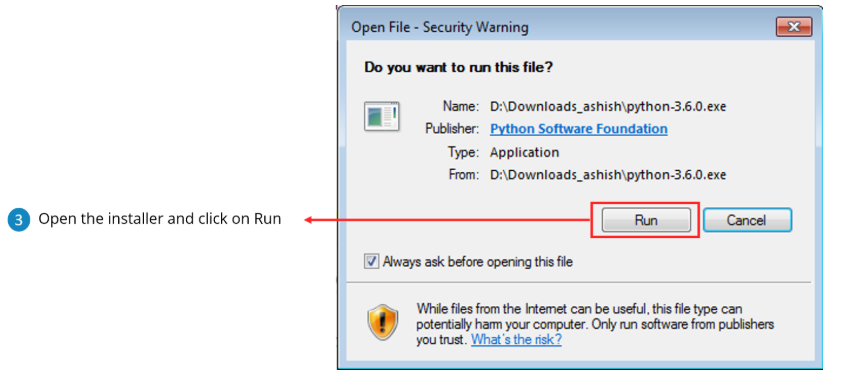 Open File - Security Warning
Do you want to run this file?
Name: D:\Downloads_ashish\python-3.6.0.exe
Publisher: Python Software Foundation
Type: Application
From: D:\Downloads_ashish\python-3.6.0.exe
3 Open the installer and click on Run
Run Cancel
Always ask before opening this file
While files from the Internet can be useful, this file type can
potentially harm your computer. Only run software from publishers
you trust. What's the risk?